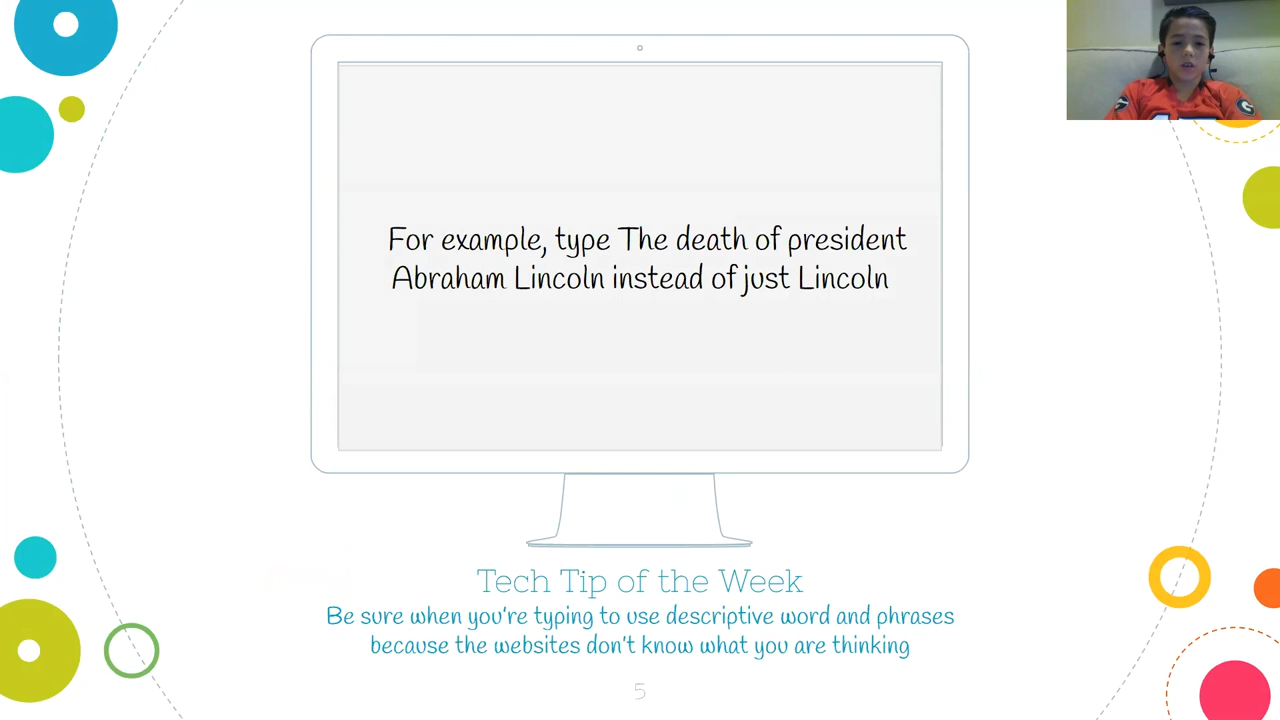 For example, type The death of president
Abraham Lincoln instead of just Lincoln
Tech Tip of the Week
Be sure when you're typing to use descriptive word and phrases
because the websites don't know what you are thinking
5